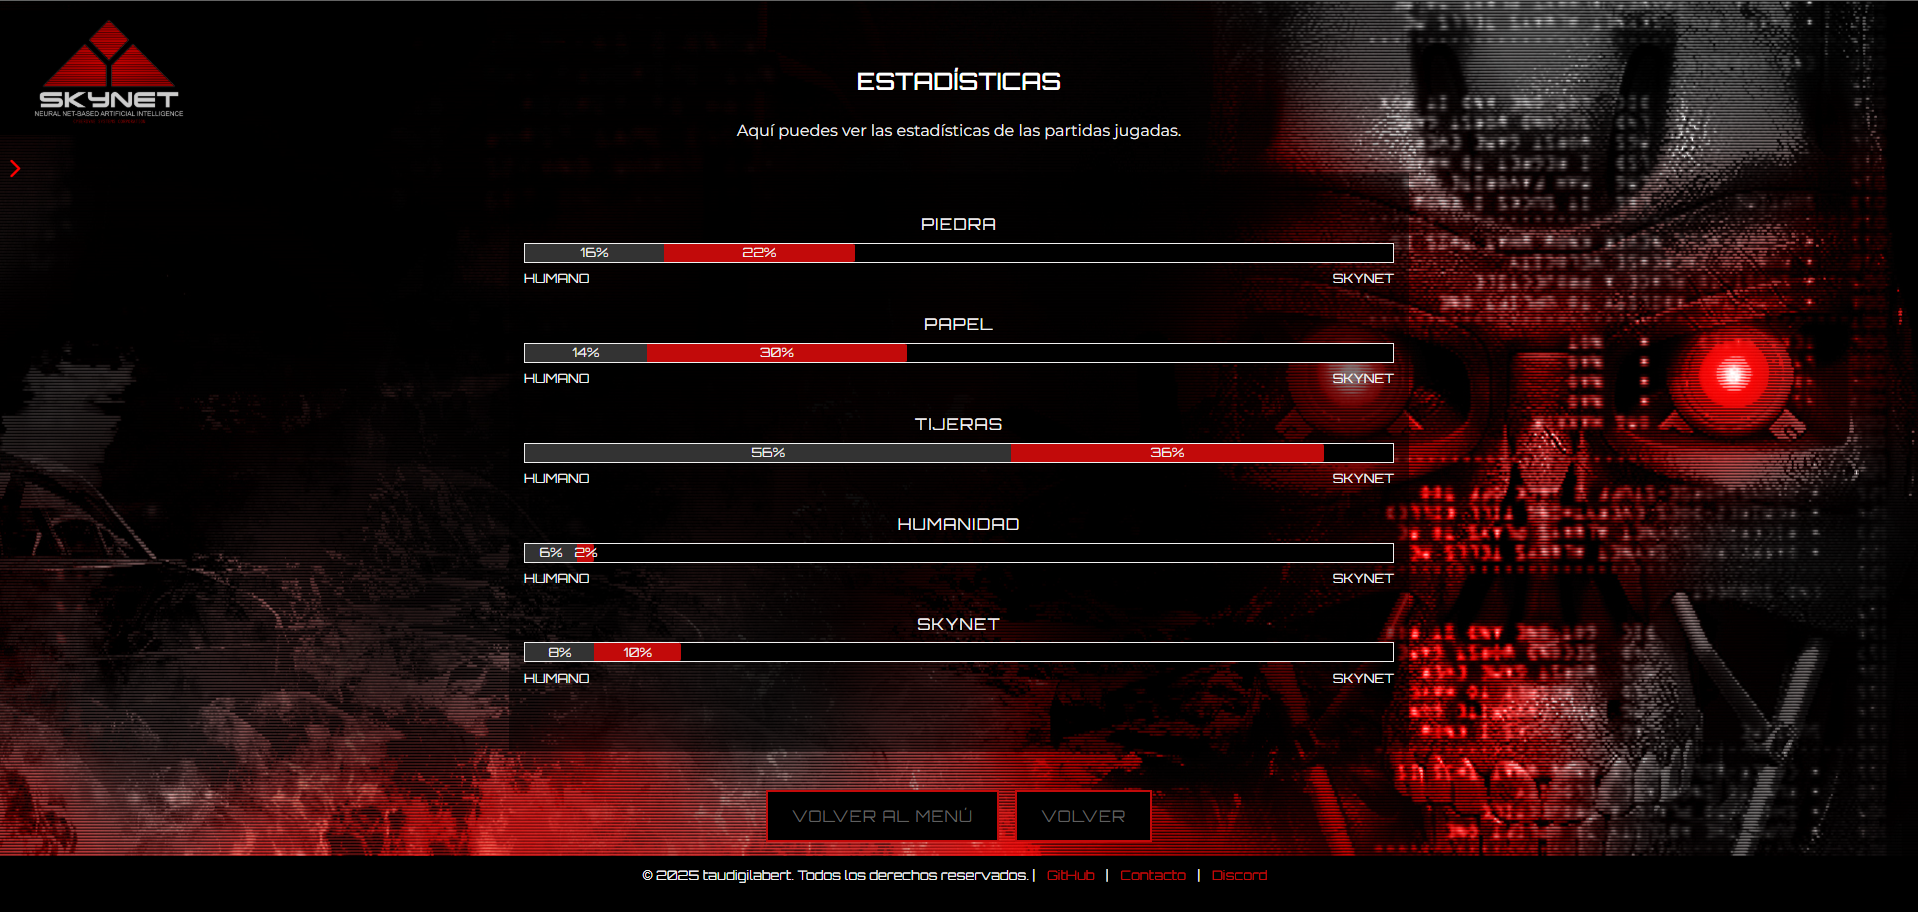 SKYNET
NEURAL NET-BASED ARTIFICIAL INTELLIGENCE
ESTADÍSTICAS
Aquí puedes ver las estadísticas de las partidas jugadas.
PIEDRA
16% 22%
HUMANO SKYNET
PAPEL
14% 30%
HUMANO SKYNET
TIJERAS
56% 36%
HUMANO SKYNET
HUMANIDAD
6% 2%
HUMANO SKYNET
SKYNET
8% 10%
HUMANO SKYNET
VOLVER AL MENÚ VOLVER
© 2025 taudigilabert. Todos los derechos reservados. | GitHub | Contacto | Discord